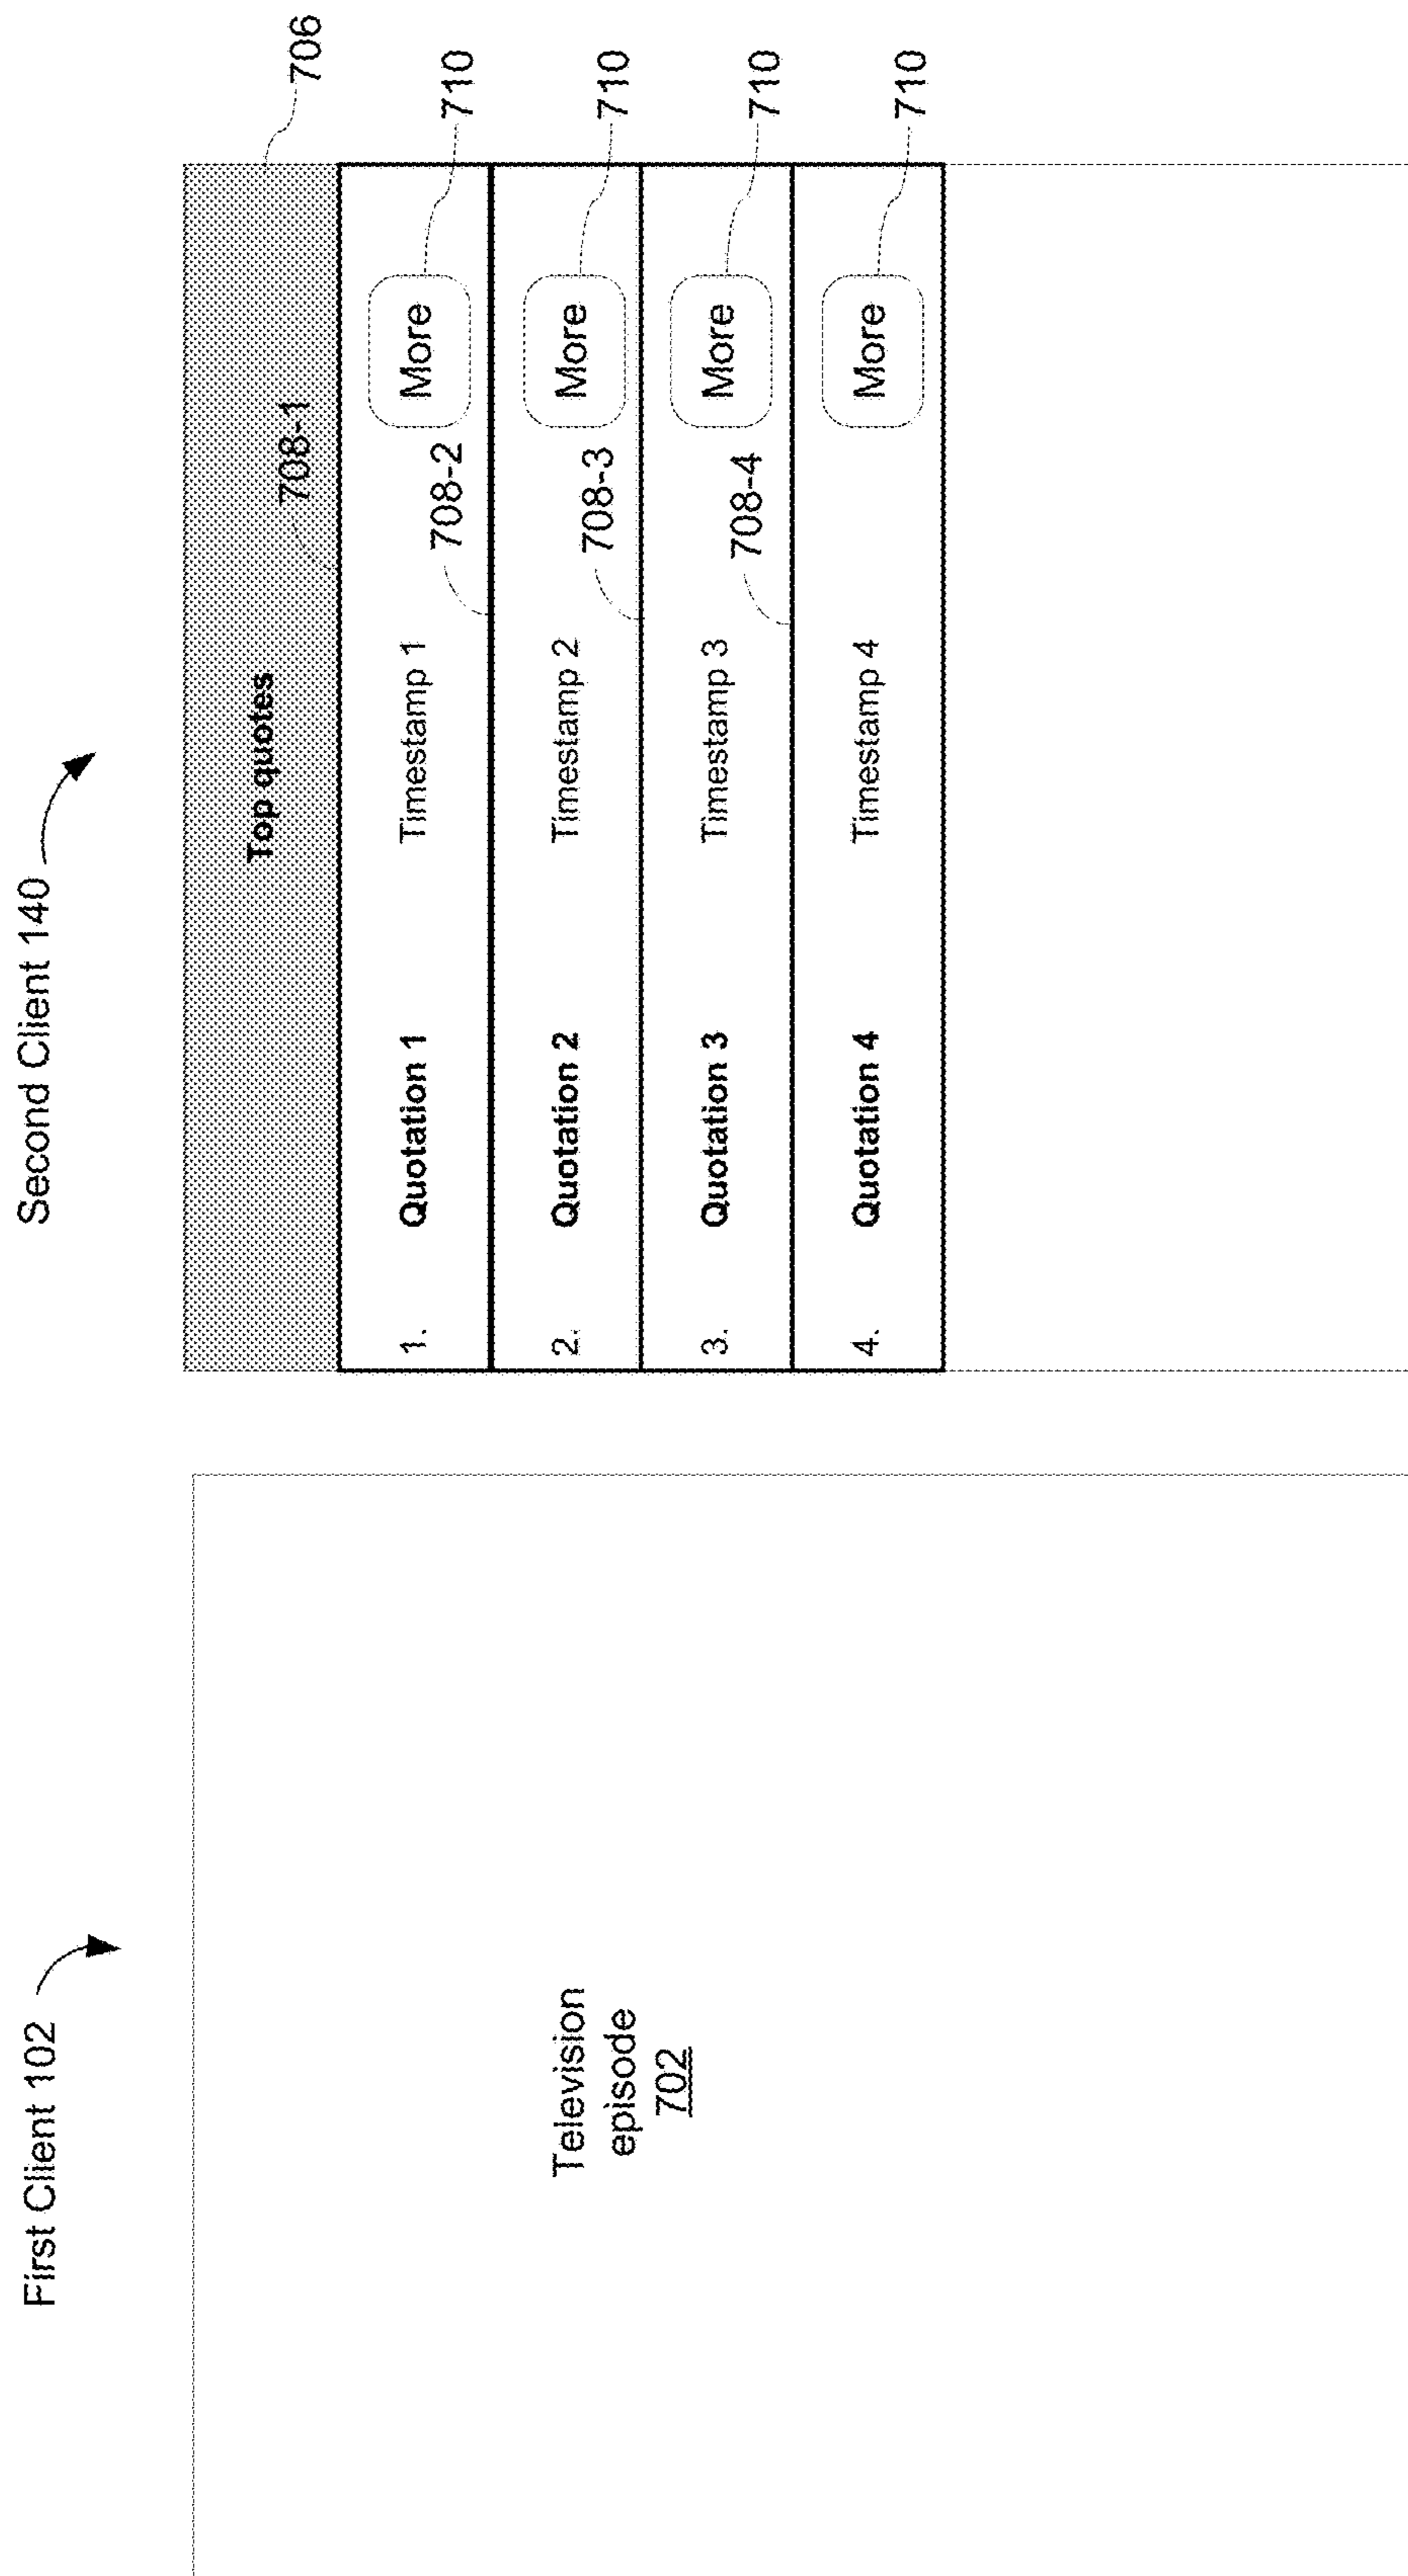 First Client 102
Television
episode
702
Second Client 140
Top quotes
706
708-1
1. Quotation 1 Timestamp 1 More
710
708-2
2. Quotation 2 Timestamp 2 More
710
708-3
3. Quotation 3 Timestamp 3 More
710
708-4
4. Quotation 4 Timestamp 4 More
710